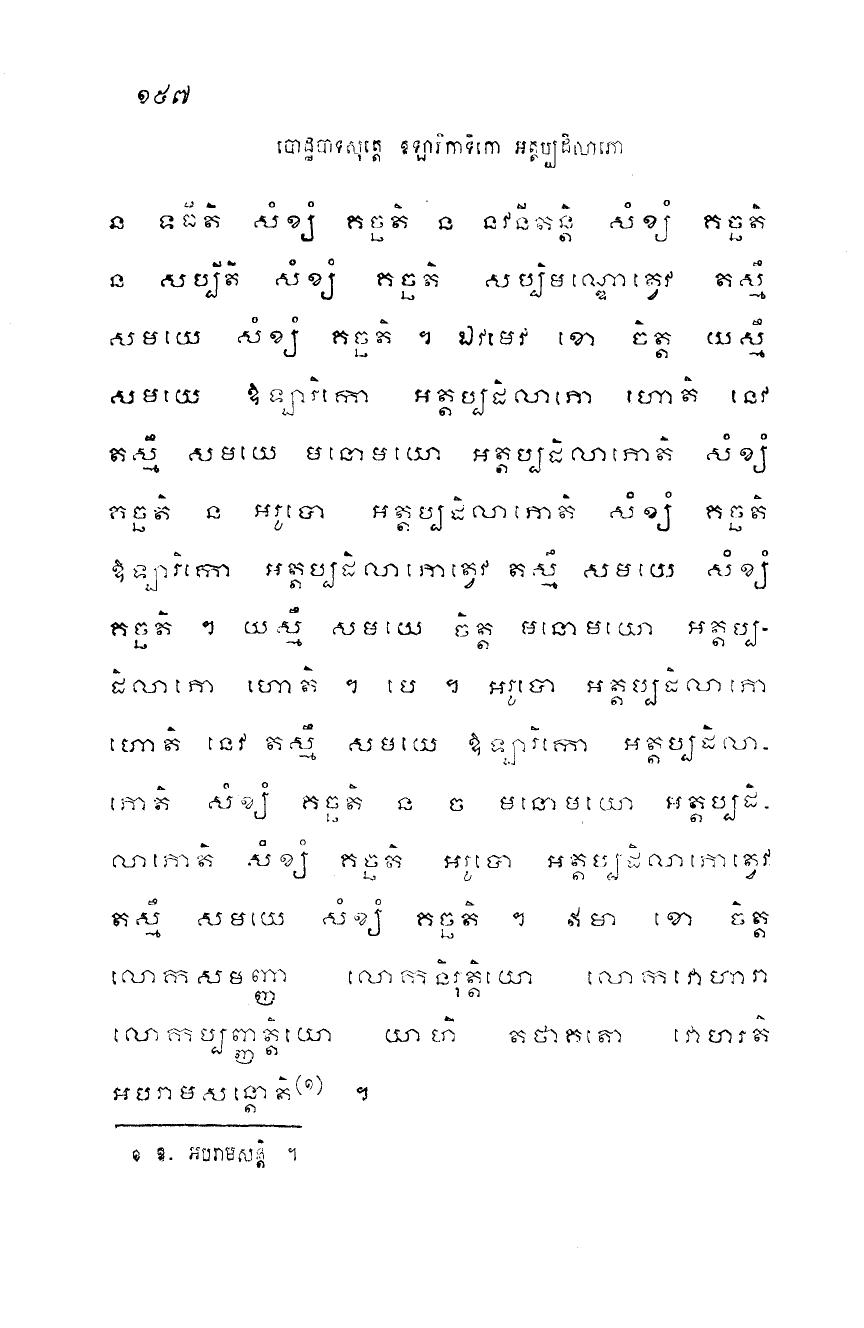 ១៥៧
បោដ្ឋបាទសុត្តេ ឱឡារិកាទិកោ អត្តប្បដិលាភោ
ន ទធីតិ សំខ្យំ គច្ឆតិ ន នវនីតន្តិ សំខ្យំ គច្ឆតិ
ន សប្បីតិ សំខ្យំ គច្ឆតិ សប្បិមណ្ឌោត្វេវ តស្មឹ
សមយេ សំខ្យំ គច្ឆតិ ។ ឯវមេវ ខោ ចិត្ត យស្មឹ
សមយេ ឱឡារិកោ អត្តប្បដិលាភោ ហោតិ នេវ
តស្មឹ សមយេ មនោមយោ អត្តប្បដិលាភោតិ សំខ្យំ
គច្ឆតិ ន អរូបោ អត្តប្បដិលាភោតិ សំខ្យំ គច្ឆតិ
ឱឡារិកោ អត្តប្បដិលាភោត្វេវ តស្មឹ សមយេ សំខ្យំ
គច្ឆតិ ។ យស្មឹ សមយេ ចិត្ត មនោមយោ អត្តប្ប-
ដិលាភោ ហោតិ ។ បេ ។ អរូបោ អត្តប្បដិលាភោ
ហោតិ នេវ តស្មឹ សមយេ ឱឡារិកោ អត្តប្បដិលា-
ភោតិ សំខ្យំ គច្ឆតិ ន ច មនោមយោ អត្តប្បដិ-
លាភោតិ សំខ្យំ គច្ឆតិ អរូបោ អត្តប្បដិលាភោត្វេវ
តស្មឹ សមយេ សំខ្យំ គច្ឆតិ ។ ឥមា ខោ ចិត្ត
លោកសមញ្ញា លោកនិរុត្តិយោ លោកវោហារា
លោកប្បញ្ញត្តិយោ យាហិ តថាគតោ វោហរតិ
អបរាមសន្តោតិ(១) ។
១ ឱ. អបរាមសន្តិ ។